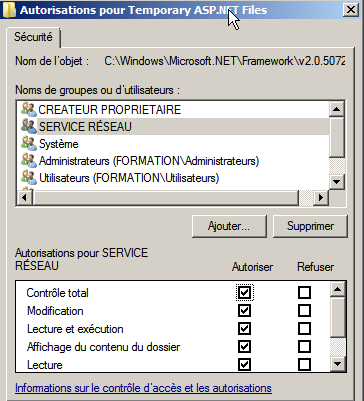 Autorisations pour Temporary ASP.NET Files
Sécurité
Nom de l'objet : C:\Windows\Microsoft.NET\Framework\v2.0.5072
Noms de groupes ou d'utilisateurs :
CREATEUR PROPRIETAIRE
SERVICE RÉSEAU
Système
Administrateurs (FORMATION\Administrateurs)
Utilisateurs (FORMATION\Utilisateurs)
Ajouter... Supprimer
Autorisations pour SERVICE
RÉSEAU Autoriser Refuser
Contrôle total
Modification
Lecture et exécution
Affichage du contenu du dossier
Lecture
Informations sur le contrôle d'accès et les autorisations